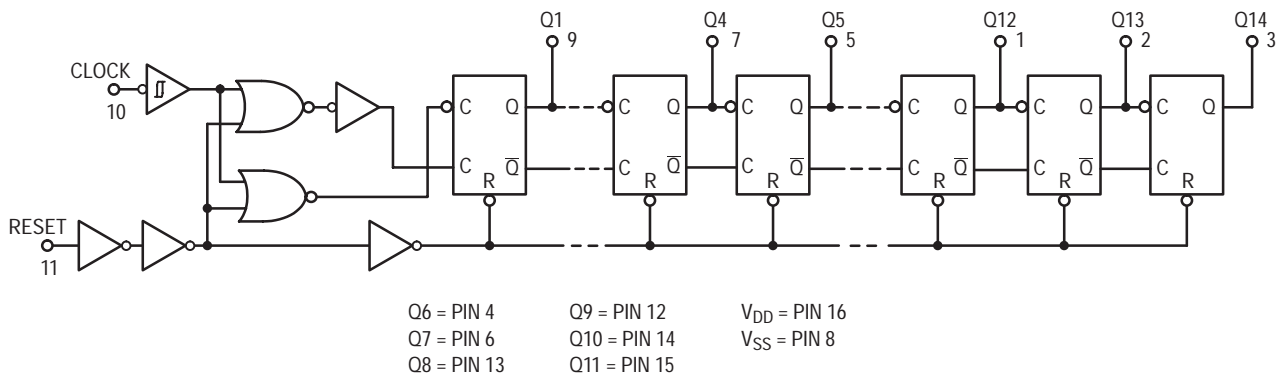 Q1 Q4 Q5 Q12 Q13 Q14
9 7 5 1 2 3
CLOCK
10
C Q C Q C Q C Q C Q C Q
C Q̅ C Q̅ C Q̅ C Q̅ C Q̅ C
R R R R R R
RESET
11
Q6 = PIN 4 Q9 = PIN 12 VDD = PIN 16
Q7 = PIN 6 Q10 = PIN 14 VSS = PIN 8
Q8 = PIN 13 Q11 = PIN 15